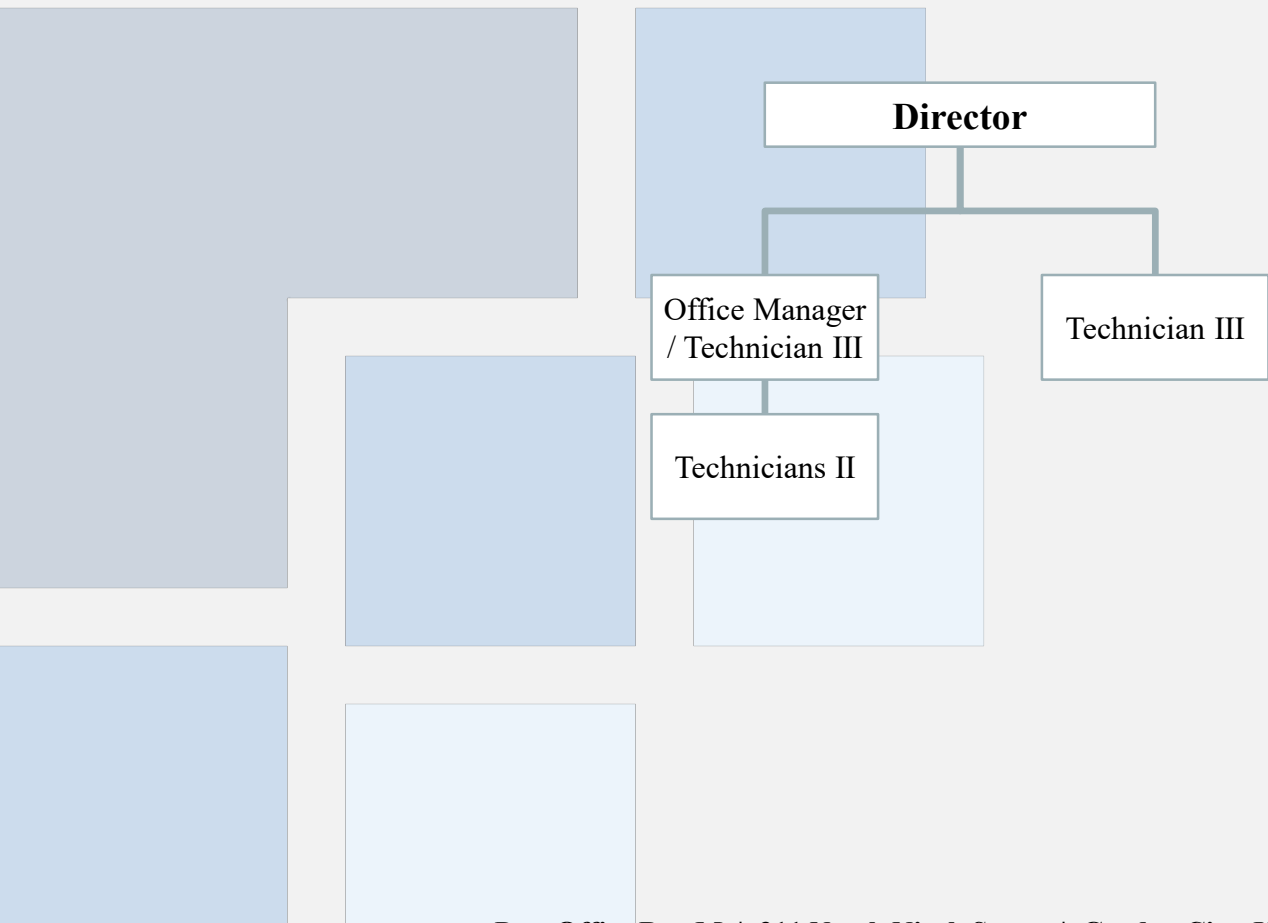 Director
Office Manager
/ Technician III
Technician III
Technicians II